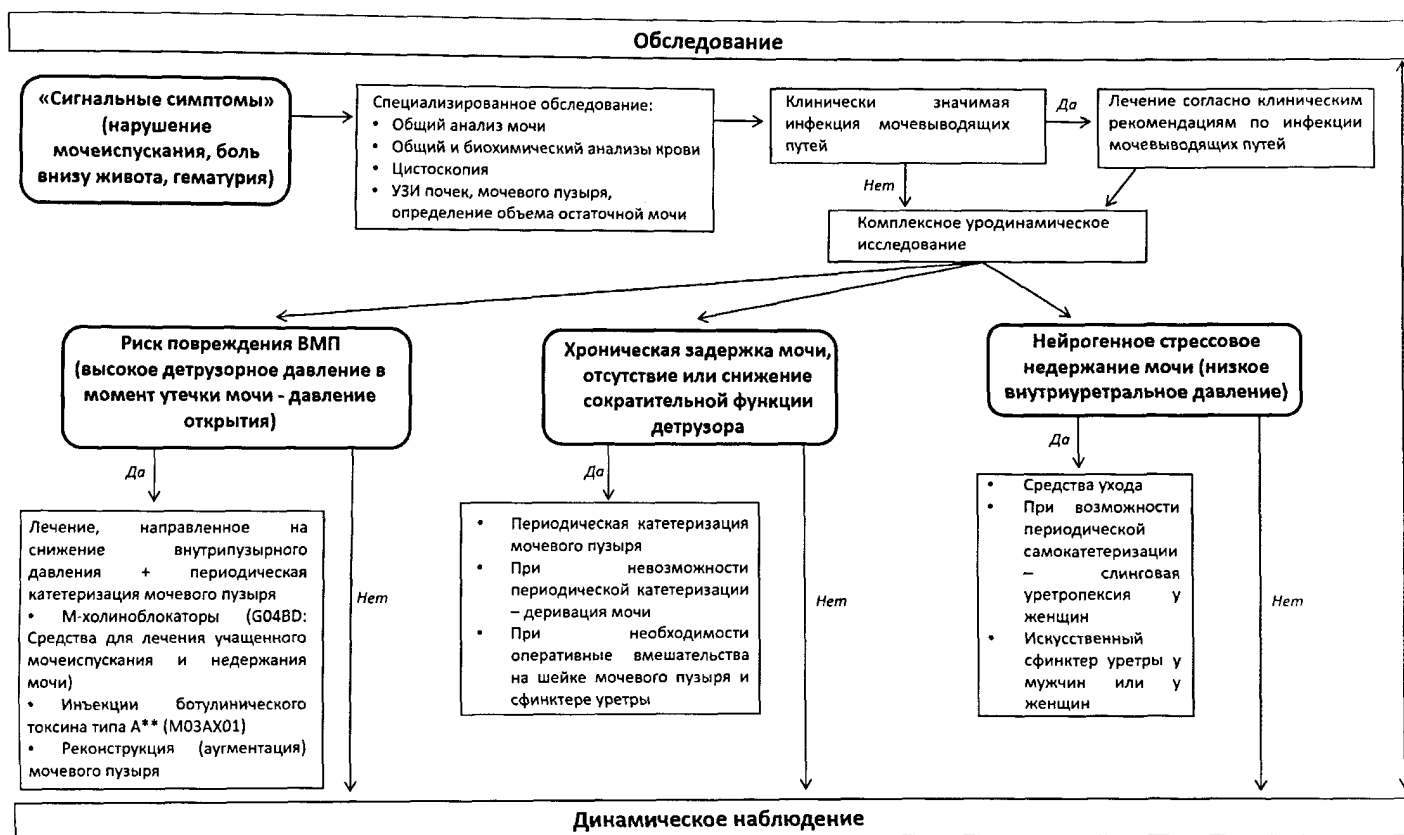 Обследование
«Сигнальные симптомы»
(нарушение
мочеиспускания, боль
внизу живота, гематурия)
Специализированное обследование:
• Общий анализ мочи
• Общий и биохимический анализы крови
• Цистоскопия
• УЗИ почек, мочевого пузыря,
определение объема остаточной мочи
Клинически значимая
инфекция мочевыводящих
путей
Да
Лечение согласно клиническим
рекомендациям по инфекции
мочевыводящих путей
Нет
Комплексное уродинамическое
исследование
Риск повреждения ВМП
(высокое детрузорное давление в
момент утечки мочи - давление
открытия)
Да
Лечение, направленное на
снижение внутрипузырного
давления + периодическая
катетеризация мочевого пузыря
• М-холиноблокаторы (G04BD:
Средства для лечения учащенного
мочеиспускания и недержания
мочи)
• Инъекции ботулинического
токсина типа А** (M03AX01)
• Реконструкция (аугментация)
мочевого пузыря
Нет
Хроническая задержка мочи,
отсутствие или снижение
сократительной функции
детрузора
Да
• Периодическая катетеризация
мочевого пузыря
• При невозможности
периодической катетеризации
– деривация мочи
• При необходимости
оперативные вмешательства
на шейке мочевого пузыря и
сфинктере уретры
Нет
Нейрогенное стрессовое
недержание мочи (низкое
внутриуретральное давление)
Да
• Средства ухода
• При возможности
периодической
самокатетеризации
– слинговая
уретропексия у
женщин
• Искусственный
сфинктер уретры у
мужчин или у
женщин
Нет
Динамическое наблюдение